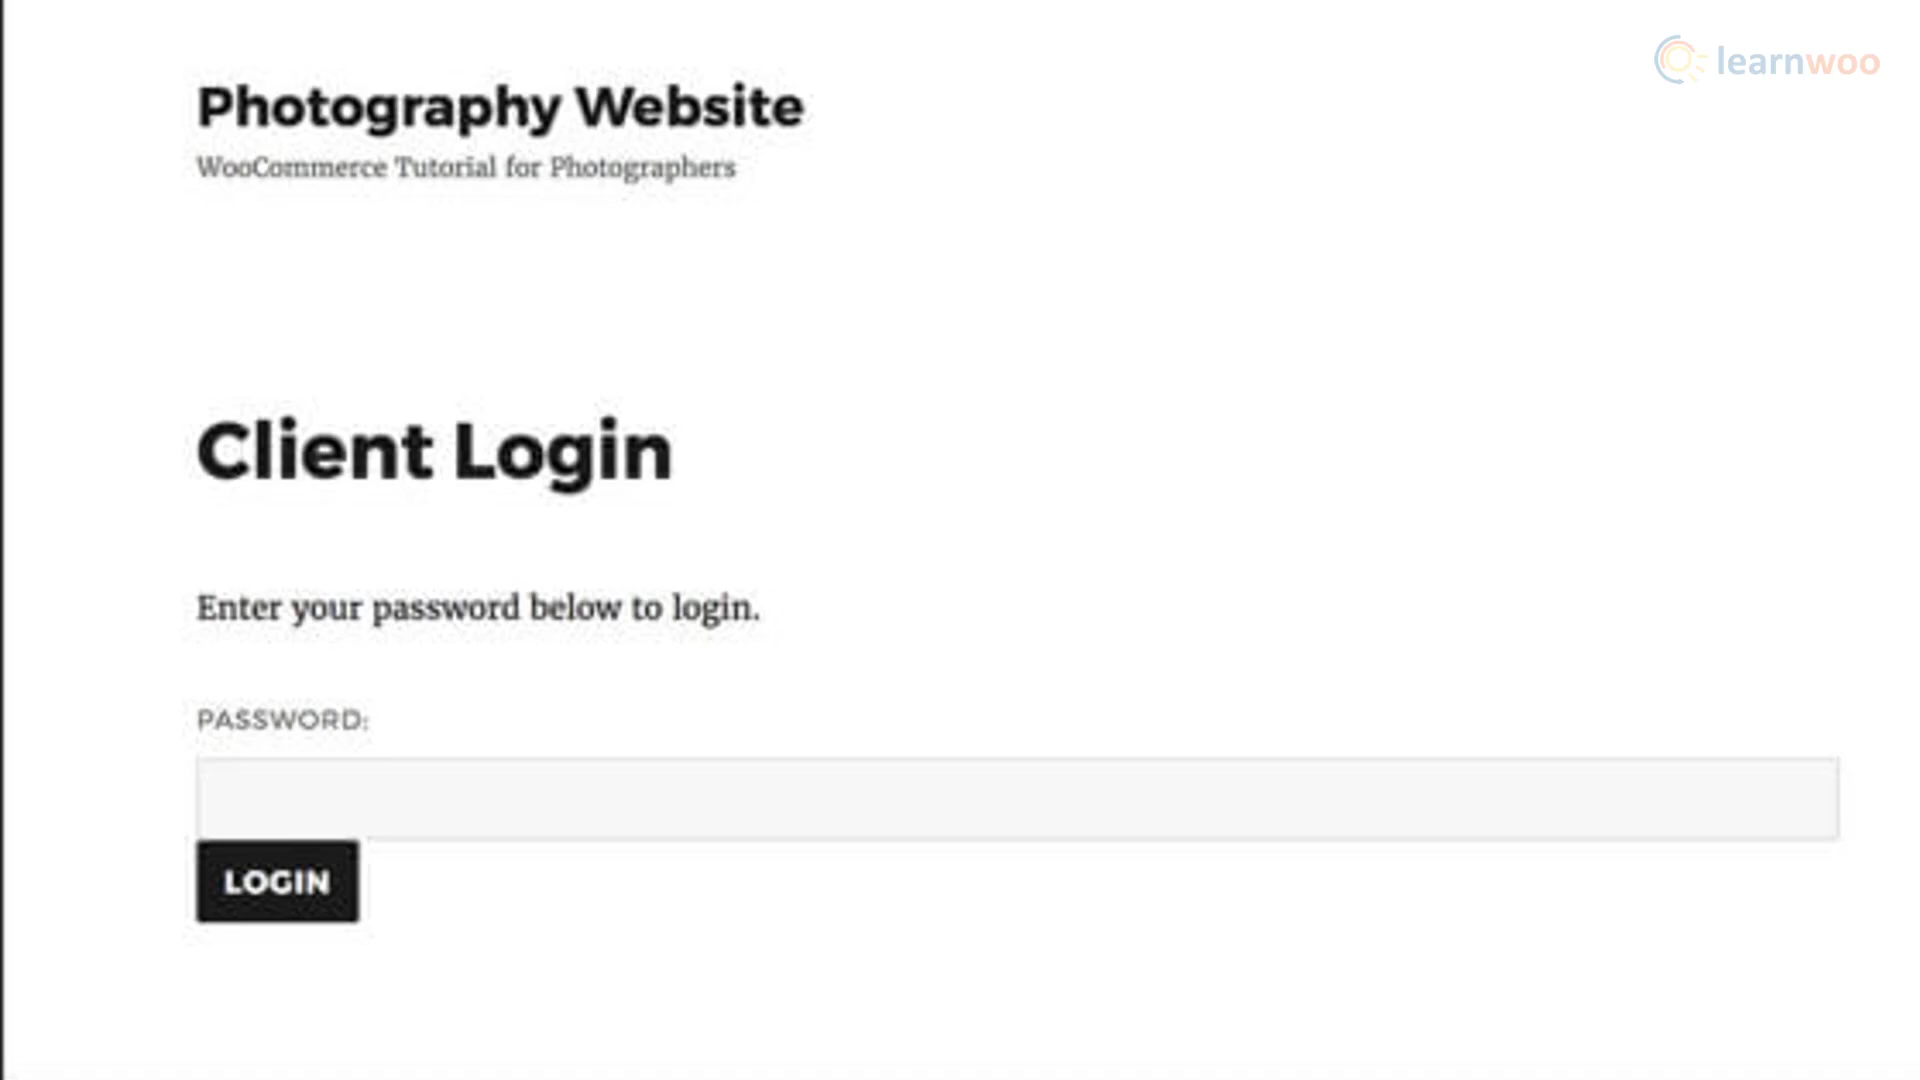 learnwoo
Photography Website
WooCommerce Tutorial for Photographers
Client Login
Enter your password below to login.
PASSWORD:
LOGIN